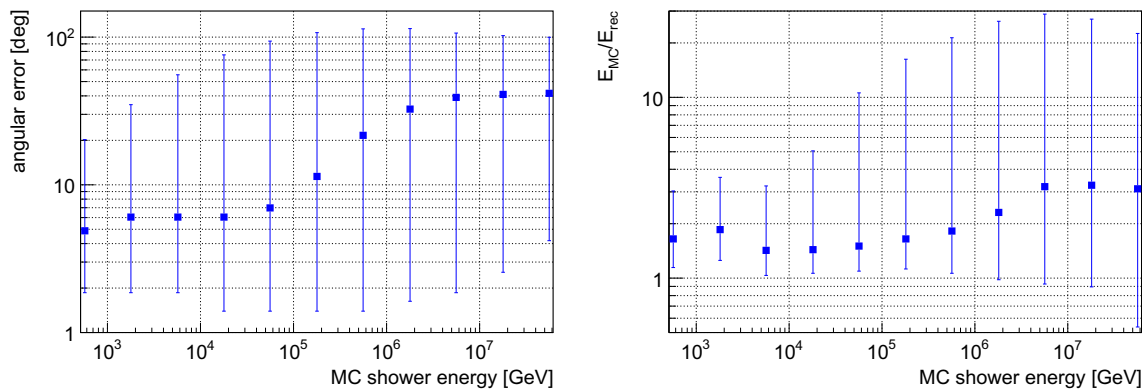 angular error [deg]
10²
10
1
10³ 10⁴ 10⁵ 10⁶ 10⁷
MC shower energy [GeV]
E_MC/E_rec
10
1
10³ 10⁴ 10⁵ 10⁶ 10⁷
MC shower energy [GeV]